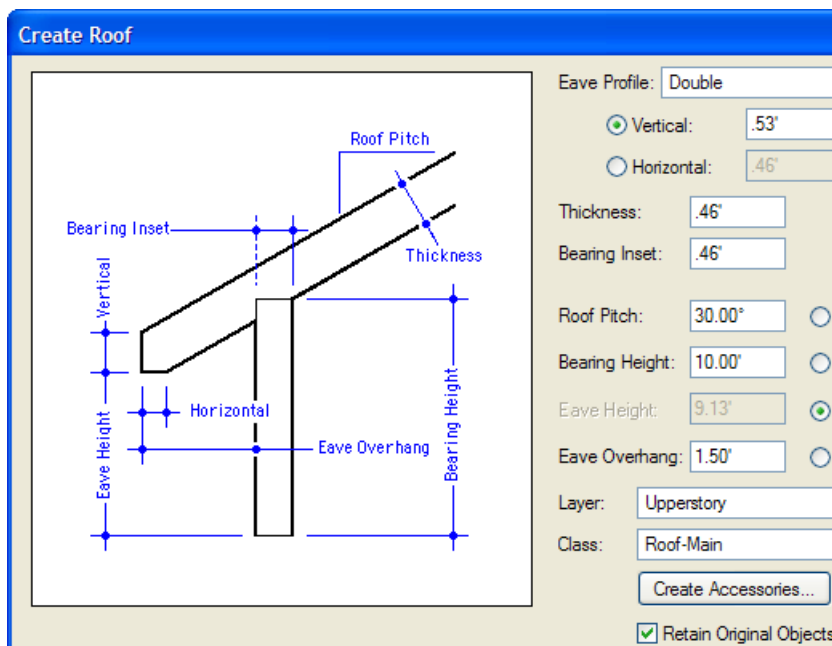 Create Roof
Roof Pitch
Bearing Inset
Thickness
Vertical
Horizontal
Eave Overhang
Eave Height
Bearing Height
Eave Profile: Double
Vertical: .53'
Horizontal: .46'
Thickness: .46'
Bearing Inset: .46'
Roof Pitch: 30.00°
Bearing Height: 10.00'
Eave Height: 9.13'
Eave Overhang: 1.50'
Layer: Upperstory
Class: Roof-Main
Create Accessories...
Retain Original Objects